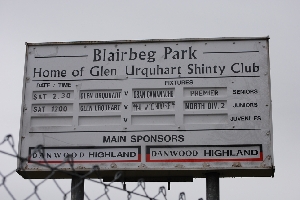 Blairbeg Park
Home of Glen Urquhart Shinty Club
DATE / TIME FIXTURES
SAT 2.30 GLEN URQUHART V PREMIER SENIORS
SAT 12.00 GLEN URQUHART V NORTH DIV. 2 JUNIORS
V JUVENILES
MAIN SPONSORS
DANWOOD HIGHLAND DANWOOD HIGHLAND